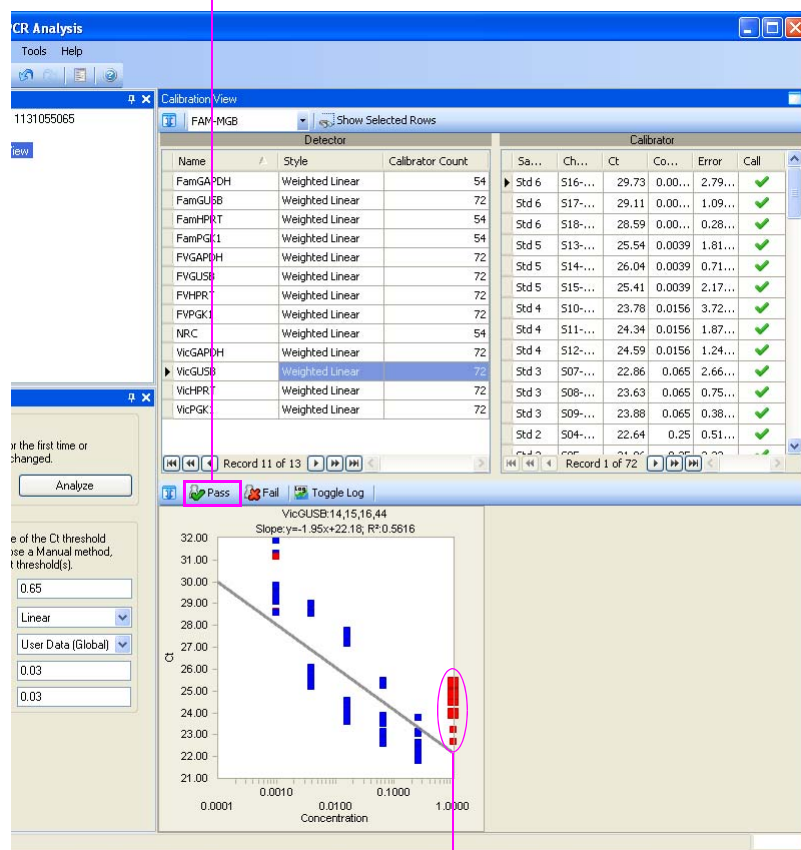 PCR Analysis
Tools Help
Calibration View
1131055065
FAM-MGB
Show Selected Rows
iew
Detector
Name Style Calibrator Count
FamGAPDH Weighted Linear 54
FamGUSB Weighted Linear 72
FamHPRT Weighted Linear 54
FamPGK1 Weighted Linear 54
FVGAPDH Weighted Linear 72
FVGUSB Weighted Linear 72
FVHPRT Weighted Linear 72
FVPGK1 Weighted Linear 72
NRC Weighted Linear 54
VicGAPDH Weighted Linear 72
VicGUSB Weighted Linear 72
VicHPRT Weighted Linear 72
VicPGK1 Weighted Linear 72
Record 11 of 13
Calibrator
Sa... Ch... Ct Co... Error Call
Std 6 S16-... 29.73 0.00... 2.79...
Std 6 S17-... 29.11 0.00... 1.09...
Std 6 S18-... 28.59 0.00... 0.28...
Std 5 S13-... 25.54 0.0039 1.81...
Std 5 S14-... 26.04 0.0039 0.71...
Std 5 S15-... 25.41 0.0039 2.17...
Std 4 S10-... 23.78 0.0156 3.72...
Std 4 S11-... 24.34 0.0156 1.87...
Std 4 S12-... 24.59 0.0156 1.24...
Std 3 S07-... 22.86 0.065 2.66...
Std 3 S08-... 23.63 0.065 0.75...
Std 3 S09-... 23.88 0.065 0.38...
Std 2 S04-... 22.64 0.25 0.51...
Record 1 of 72
or the first time or
changed.
Analyze
e of the Ct threshold
ose a Manual method,
t threshold(s).
0.65
Linear
User Data (Global)
0.03
0.03
Pass Fail Toggle Log
VicGUSB:14,15,16,44
Slope:y=-1.95x+22.18; R²:0.5616
Ct
32.00
31.00
30.00
29.00
28.00
27.00
26.00
25.00
24.00
23.00
22.00
21.00
0.0010 0.1000
0.0001 0.0100 1.0000
Concentration